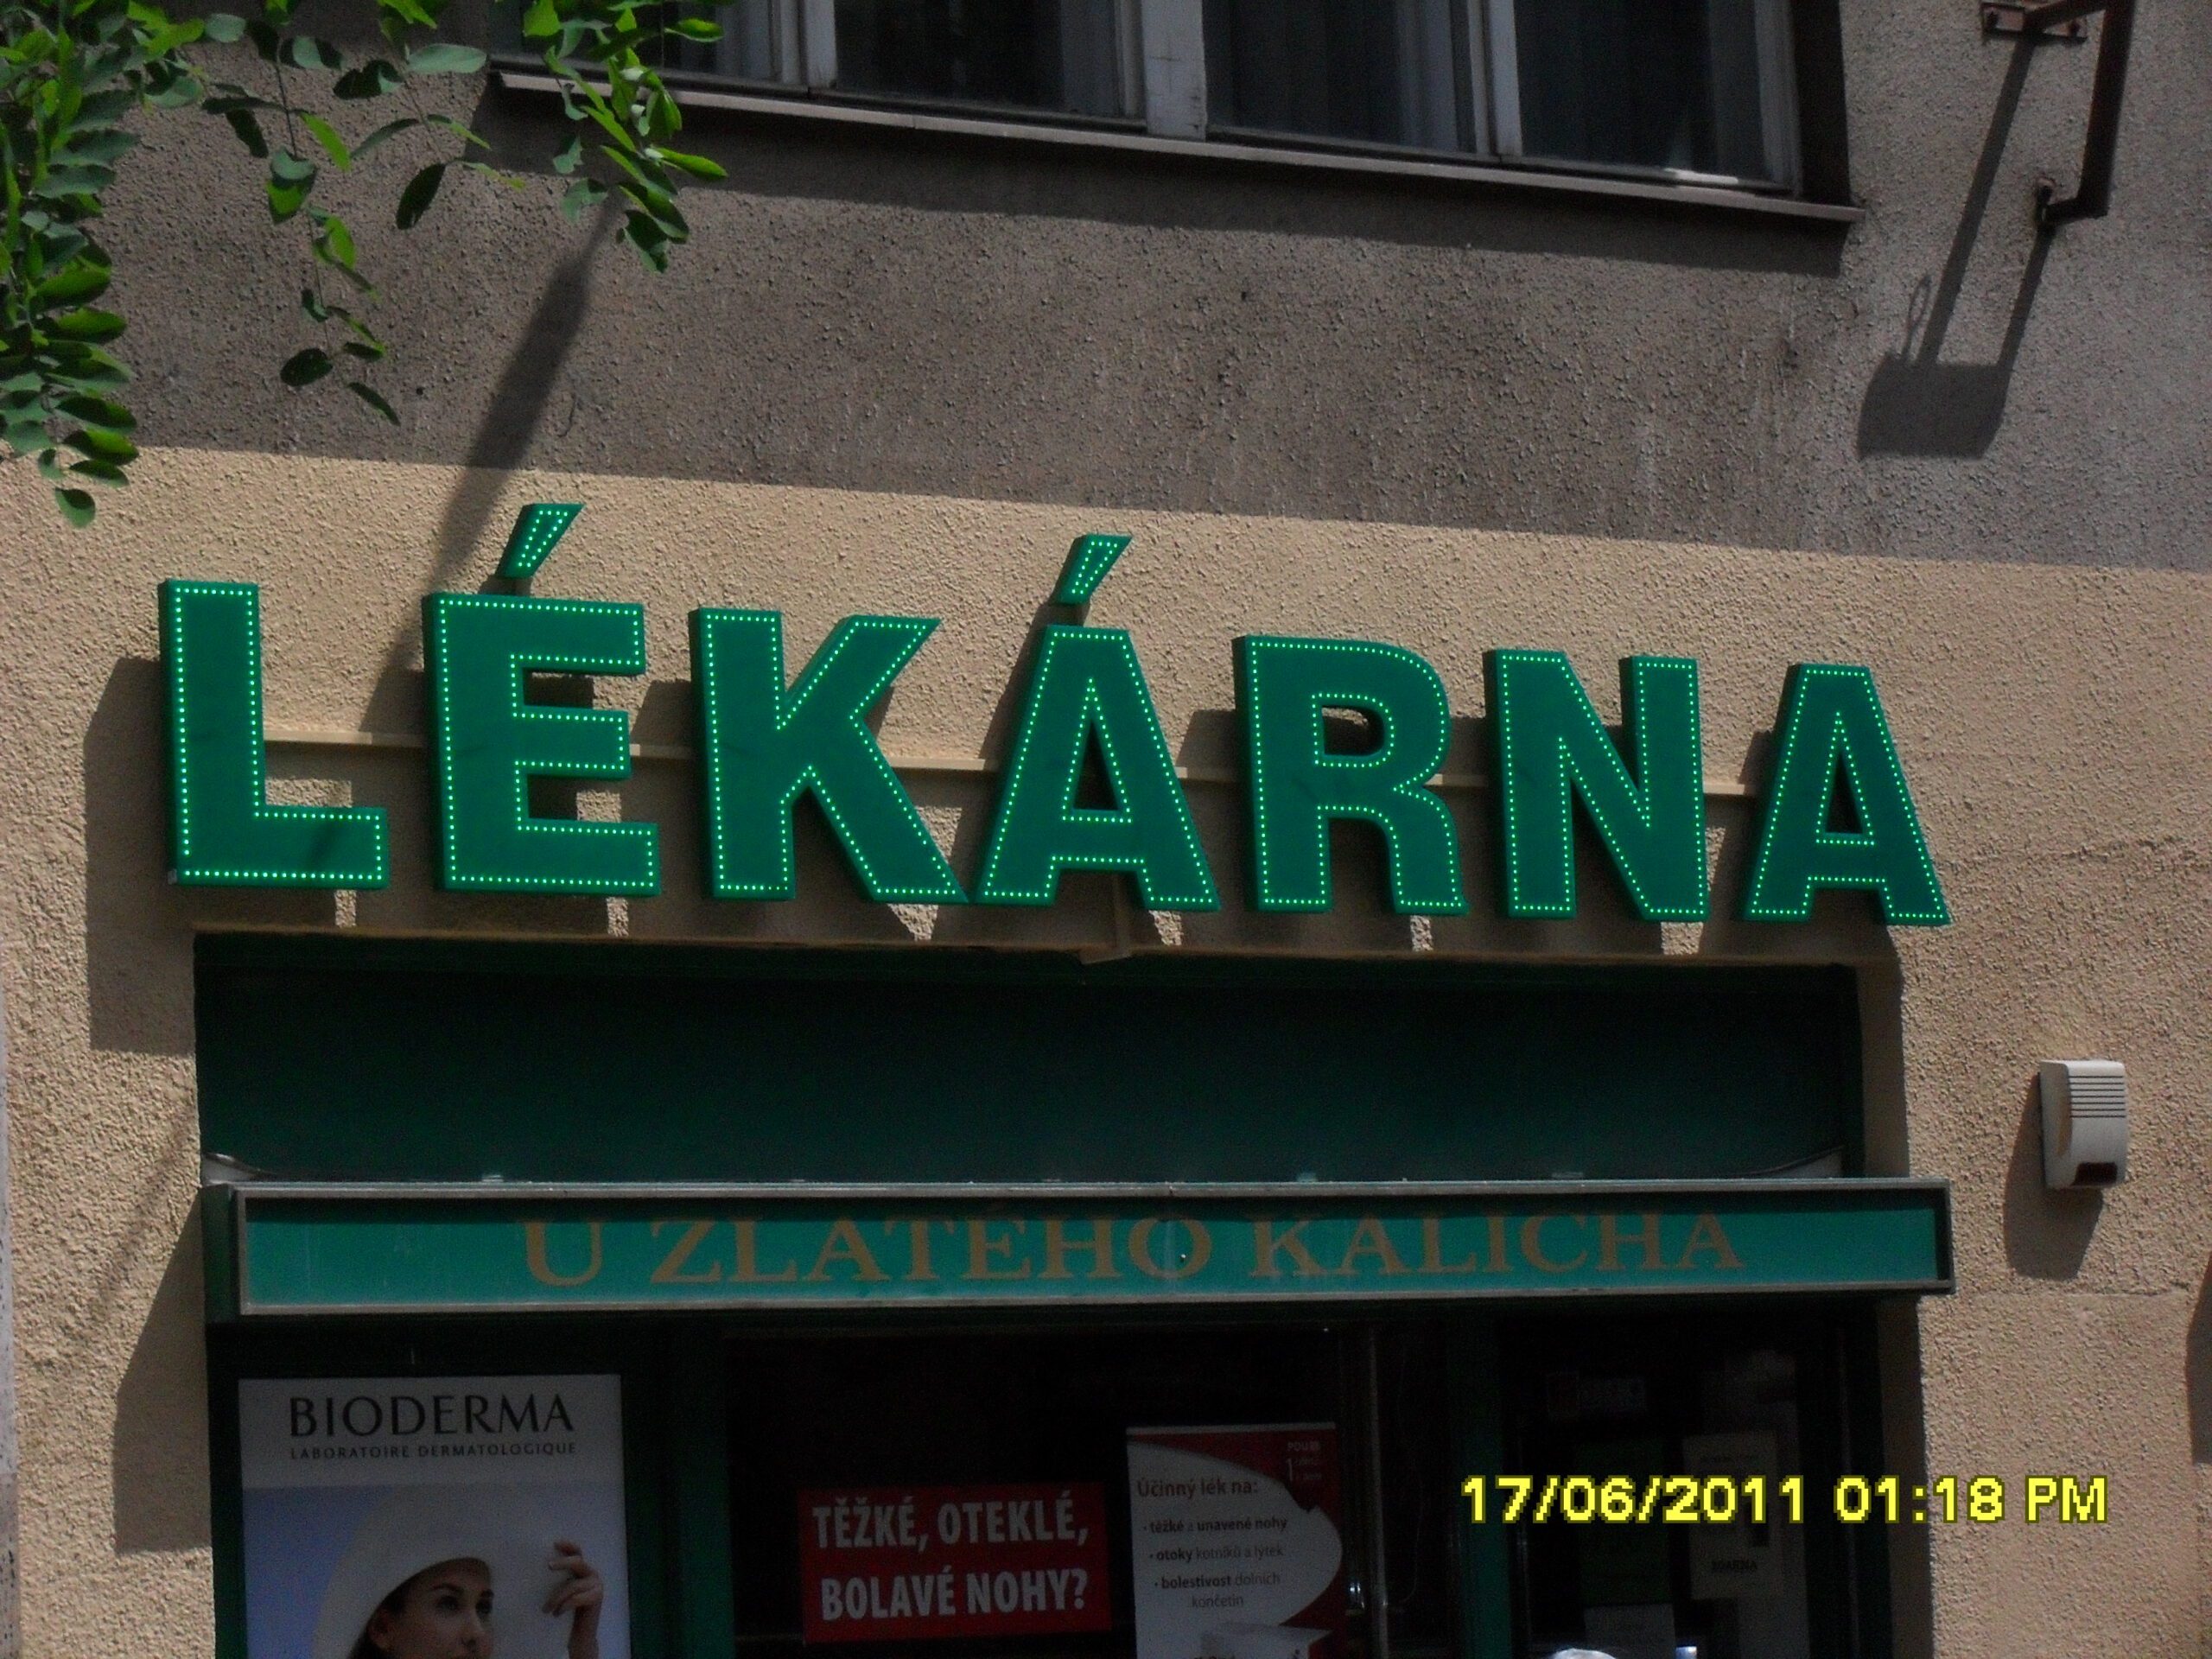 LÉKÁRNA
U ZLATÉHO KALICHA
BIODERMA
LABORATOIRE DERMATOLOGIQUE
TĚŽKÉ, OTEKLÉ,
BOLAVÉ NOHY?
Účinný lék na:
• těžké a unavené nohy
• otoky kotníků a lýtek
• bolestivost dolních
končetin
17/06/2011 01:18 PM